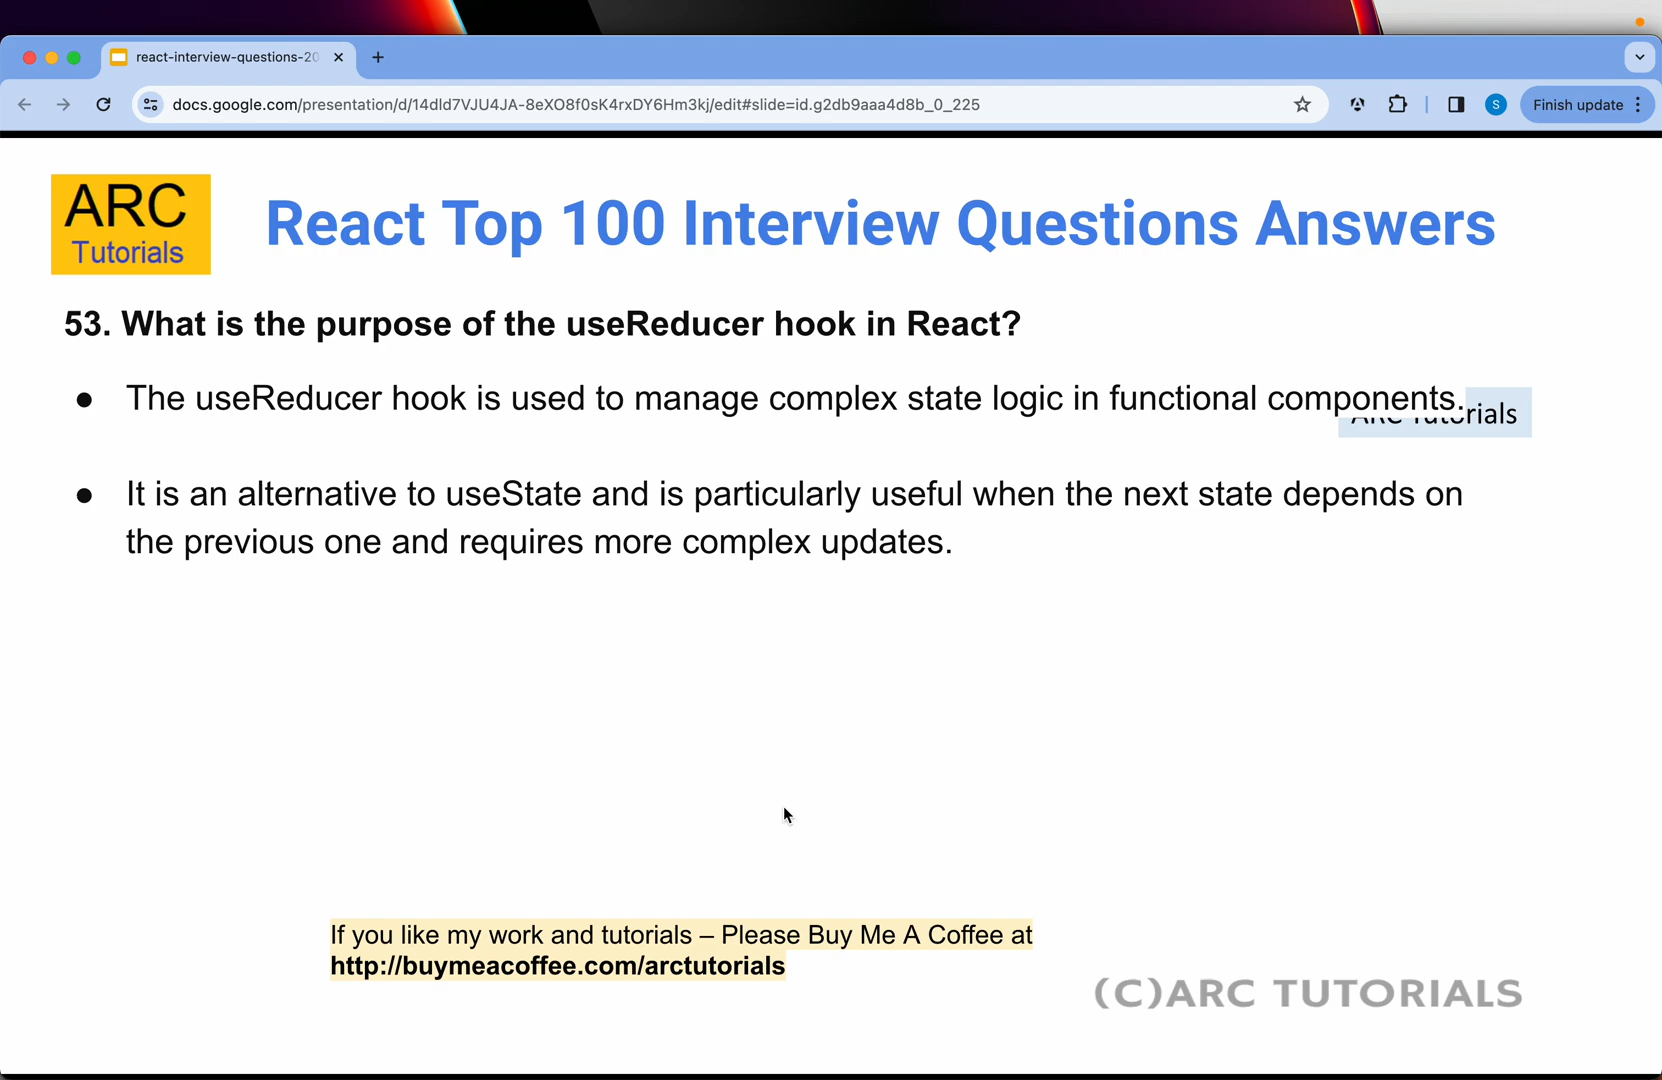 react-interview-questions-20
docs.google.com/presentation/d/14dld7VJU4JA-8eXO8f0sK4rxDY6Hm3kj/edit#slide=id.g2db9aaa4d8b_0_225
S
Finish update
ARC
Tutorials
React Top 100 Interview Questions Answers
53. What is the purpose of the useReducer hook in React?
● The useReducer hook is used to manage complex state logic in functional components.
ARC Tutorials
● It is an alternative to useState and is particularly useful when the next state depends on
the previous one and requires more complex updates.
If you like my work and tutorials – Please Buy Me A Coffee at
http://buymeacoffee.com/arctutorials
(C)ARC TUTORIALS